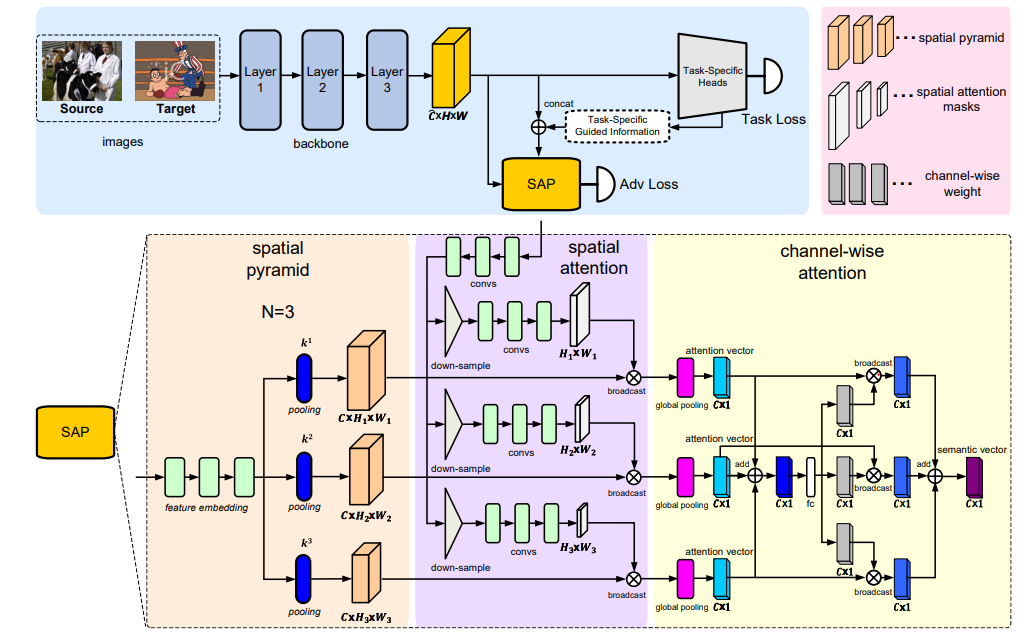 Source
Target
images
Layer
1
Layer
2
Layer
3
backbone
C×H×W
concat
Task-Specific
Guided Information
Task-Specific
Heads
Task Loss
SAP
Adv Loss
spatial pyramid
spatial attention
masks
channel-wise
weight
SAP
spatial
pyramid
N=3
feature embedding
k¹
pooling
C×H₁×W₁
k²
pooling
C×H₂×W₂
k³
pooling
C×H₃×W₃
spatial
attention
convs
down-sample
convs
H₁×W₁
broadcast
down-sample
convs
H₂×W₂
broadcast
down-sample
convs
H₃×W₃
broadcast
channel-wise
attention
attention vector
global pooling
C×1
broadcast
C×1
C×1
attention vector
global pooling
C×1
add
C×1
fc
C×1
broadcast
C×1
add
semantic vector
C×1
attention vector
global pooling
C×1
C×1
broadcast
C×1